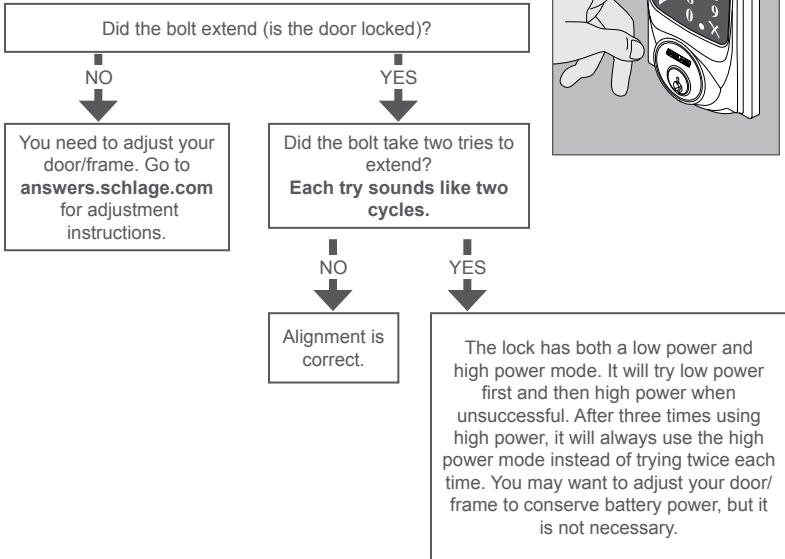 Did the bolt extend (is the door locked)?
NO
YES
You need to adjust your
door/frame. Go to
answers.schlage.com
for adjustment
instructions.
Did the bolt take two tries to
extend?
Each try sounds like two
cycles.
NO
YES
Alignment is
correct.
The lock has both a low power and
high power mode. It will try low power
first and then high power when
unsuccessful. After three times using
high power, it will always use the high
power mode instead of trying twice each
time. You may want to adjust your door/
frame to conserve battery power, but it
is not necessary.
9
0
X